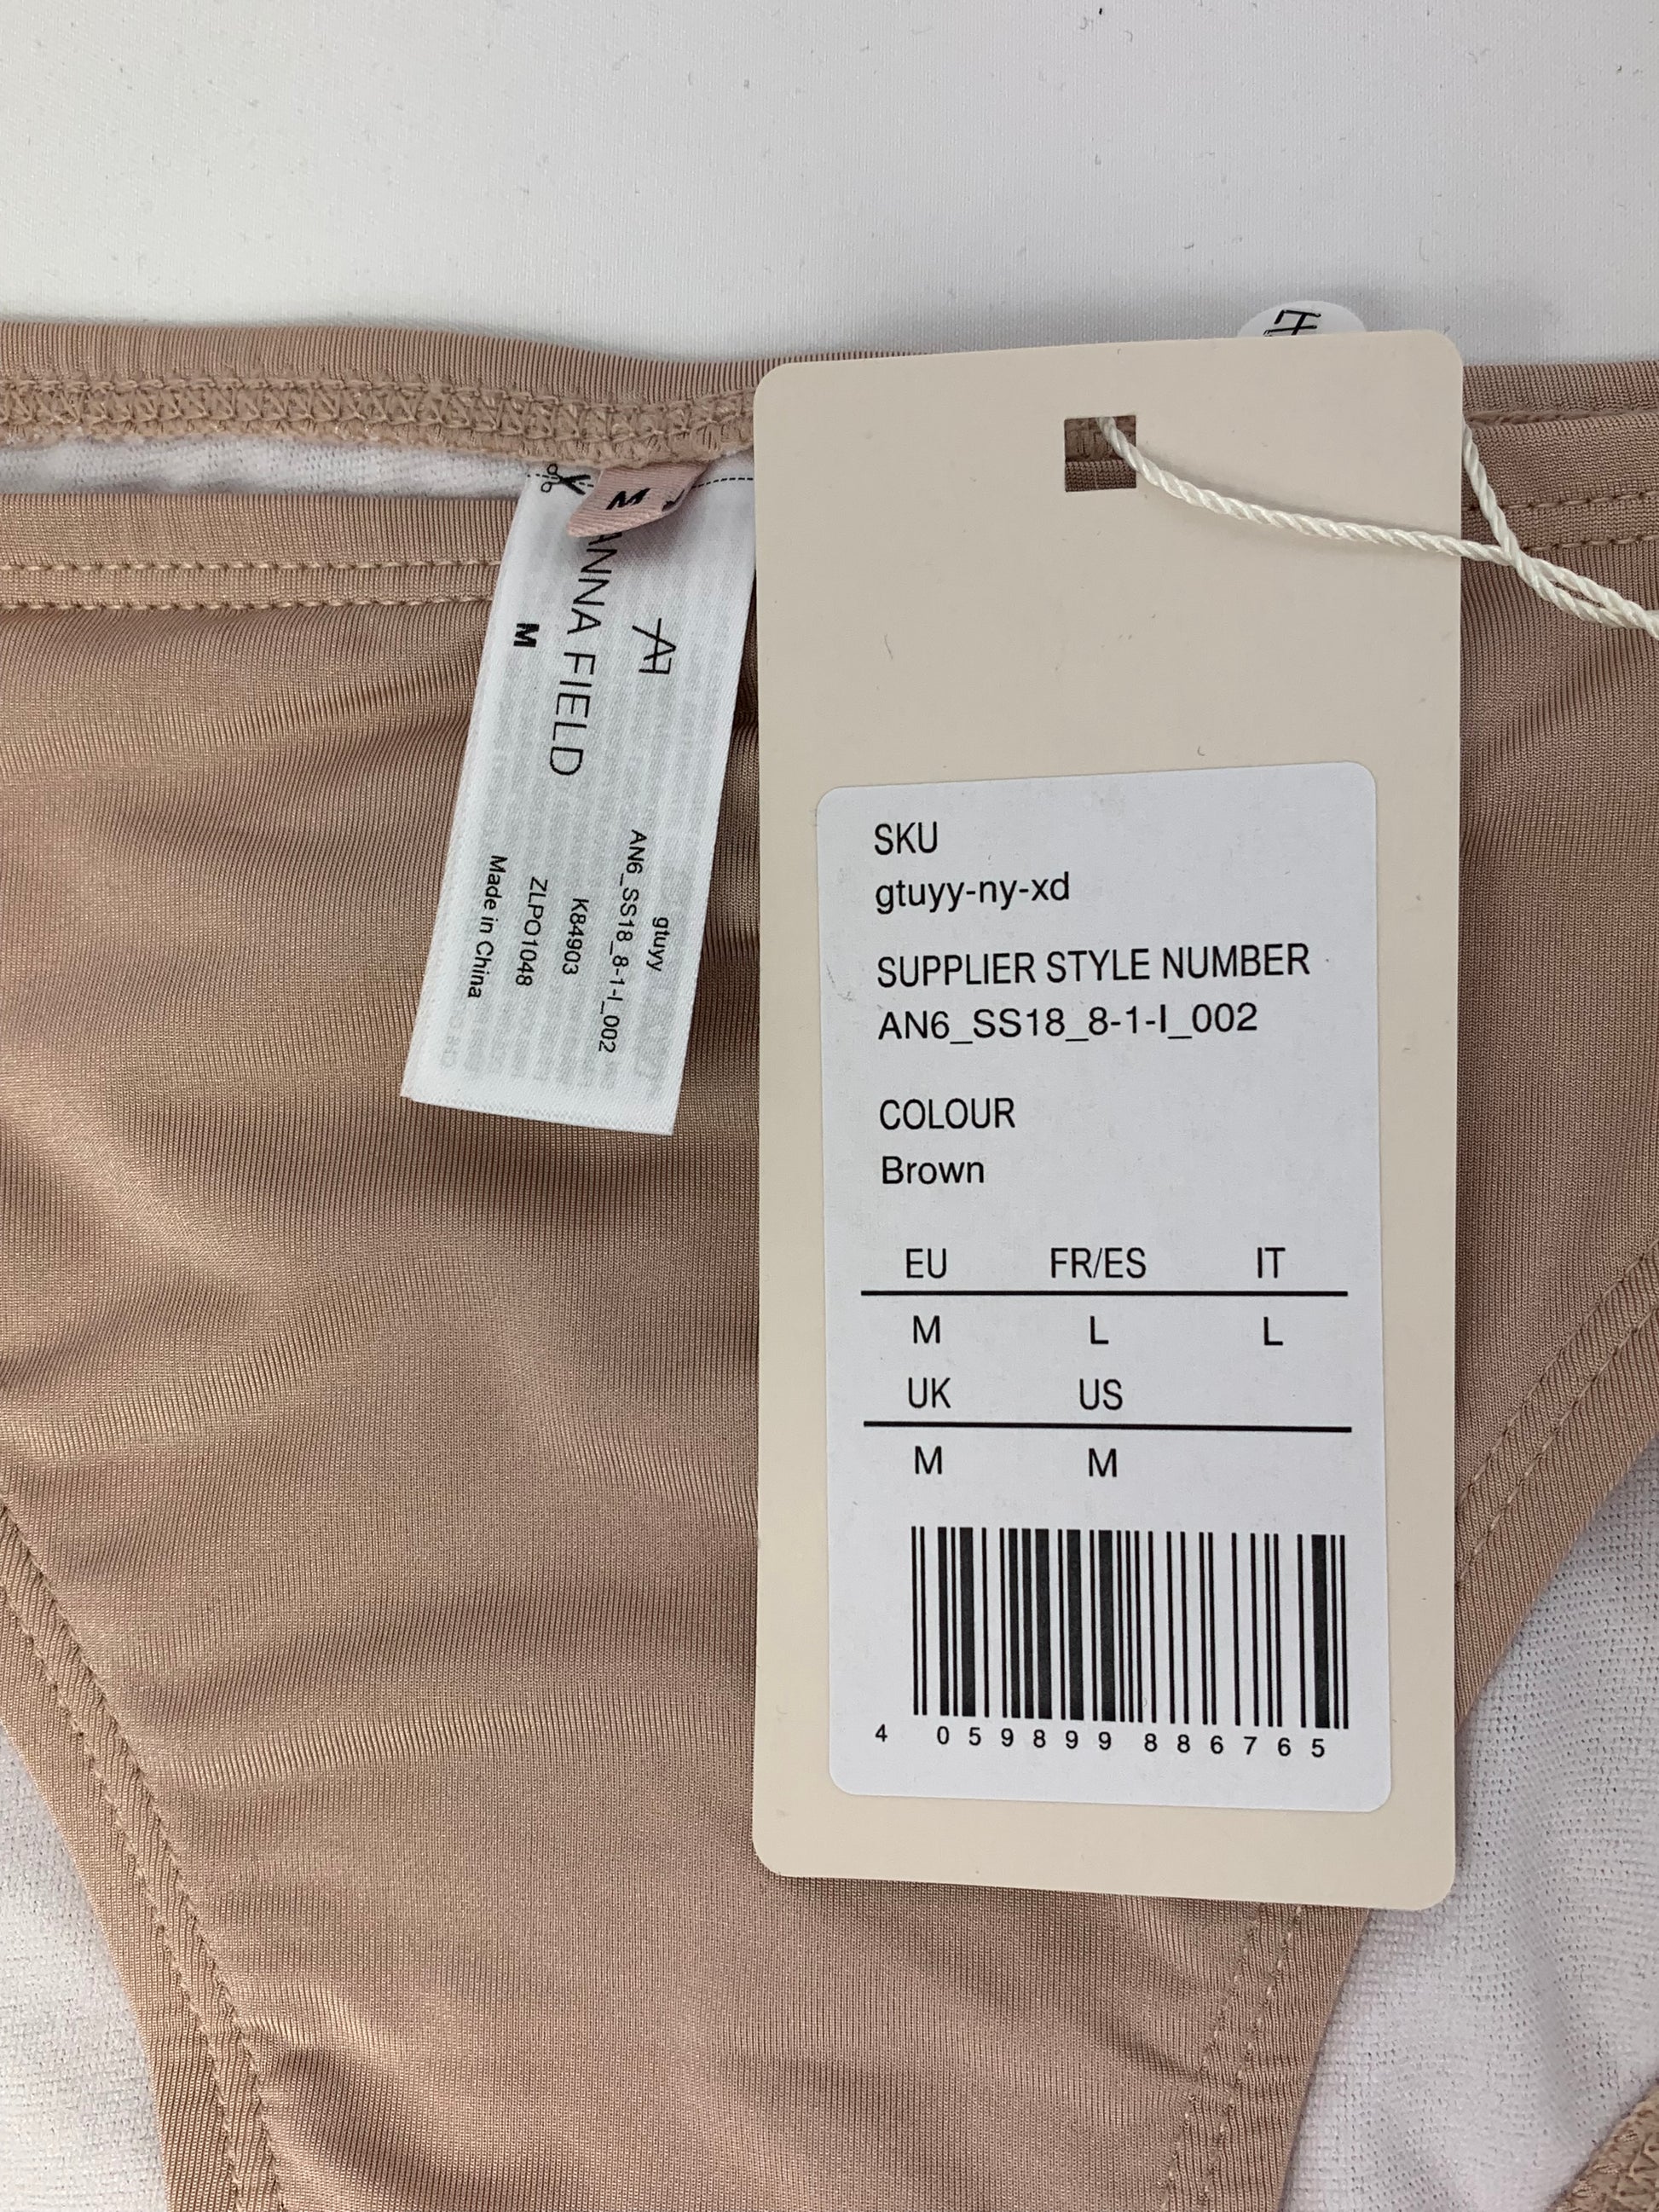 M
A
ANNA FIELD
M
gtuyy
AN6_SS18_8-1-I_002
K84903
ZLPO1048
Made in China
SKU
gtuyy-ny-xd
SUPPLIER STYLE NUMBER
AN6_SS18_8-1-I_002
COLOUR
Brown
EU FR/ES IT
M L L
UK US
M M
4 059899 886765